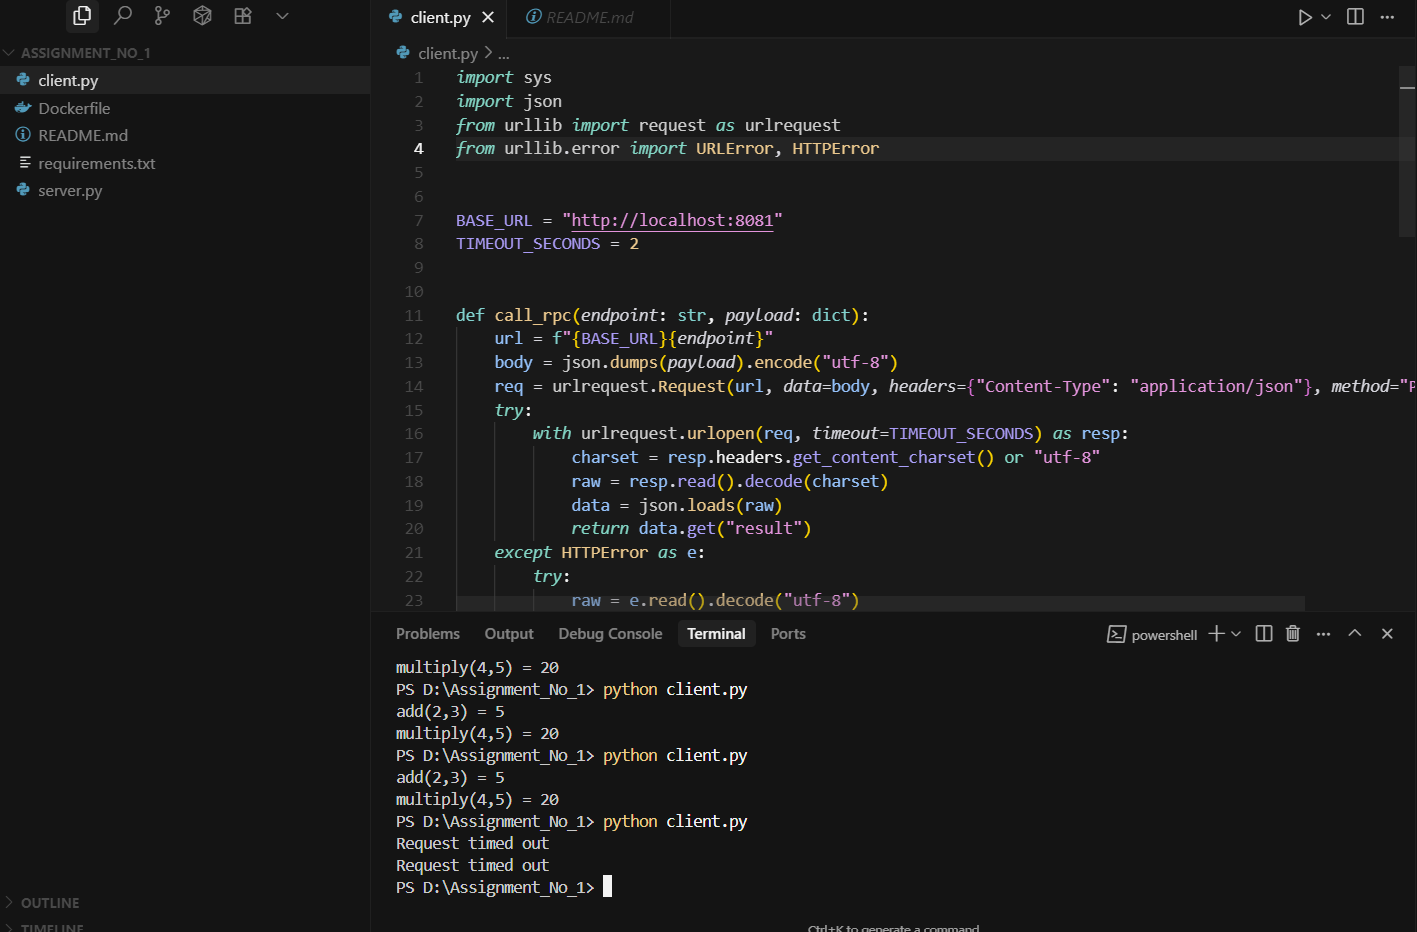 ASSIGNMENT_NO_1
client.py
Dockerfile
README.md
requirements.txt
server.py
OUTLINE
TIMELINE
client.py
README.md
client.py > ...
1 import sys
2 import json
3 from urllib import request as urlrequest
4 from urllib.error import URLError, HTTPError
5
6
7 BASE_URL = "http://localhost:8081"
8 TIMEOUT_SECONDS = 2
9
10
11 def call_rpc(endpoint: str, payload: dict):
12 url = f"{BASE_URL}{endpoint}"
13 body = json.dumps(payload).encode("utf-8")
14 req = urlrequest.Request(url, data=body, headers={"Content-Type": "application/json"}, method="P
15 try:
16 with urlrequest.urlopen(req, timeout=TIMEOUT_SECONDS) as resp:
17 charset = resp.headers.get_content_charset() or "utf-8"
18 raw = resp.read().decode(charset)
19 data = json.loads(raw)
20 return data.get("result")
21 except HTTPError as e:
22 try:
23 raw = e.read().decode("utf-8")
Problems Output Debug Console Terminal Ports powershell
multiply(4,5) = 20
PS D:\Assignment_No_1> python client.py
add(2,3) = 5
multiply(4,5) = 20
PS D:\Assignment_No_1> python client.py
add(2,3) = 5
multiply(4,5) = 20
PS D:\Assignment_No_1> python client.py
Request timed out
Request timed out
PS D:\Assignment_No_1>
Ctrl+K to generate a command